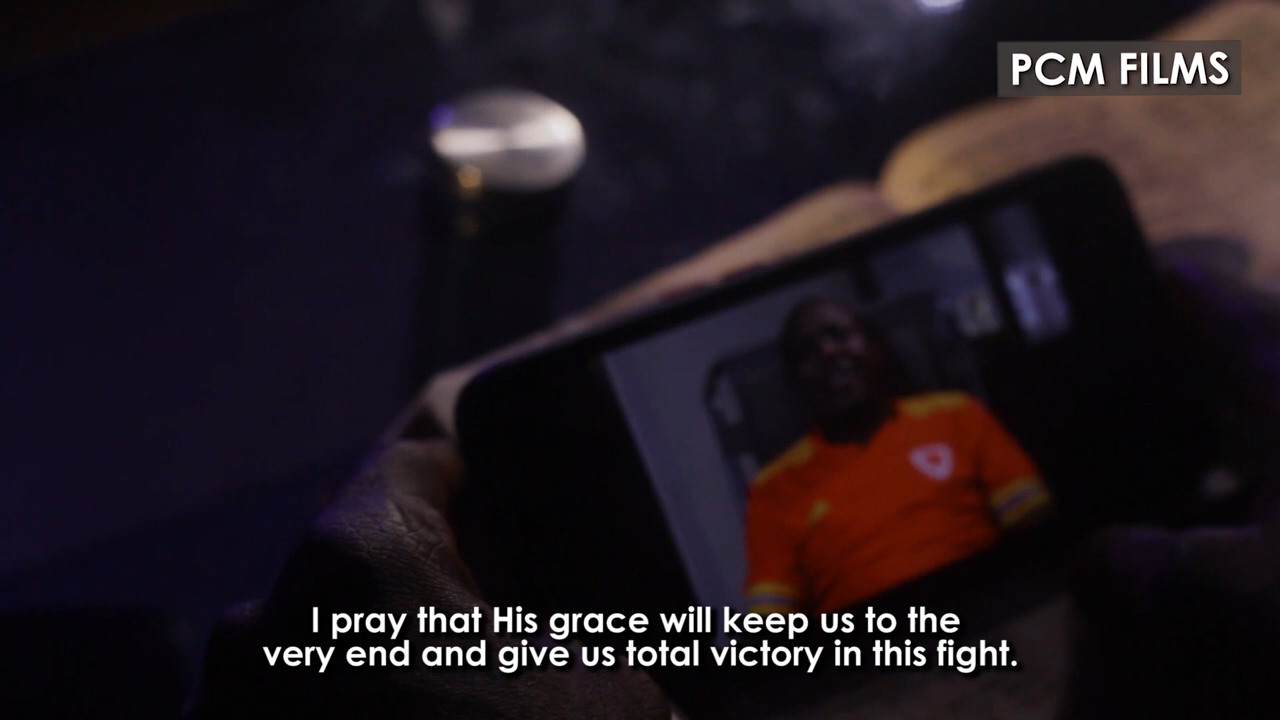 PCM FILMS
I pray that His grace will keep us to the
very end and give us total victory in this fight.